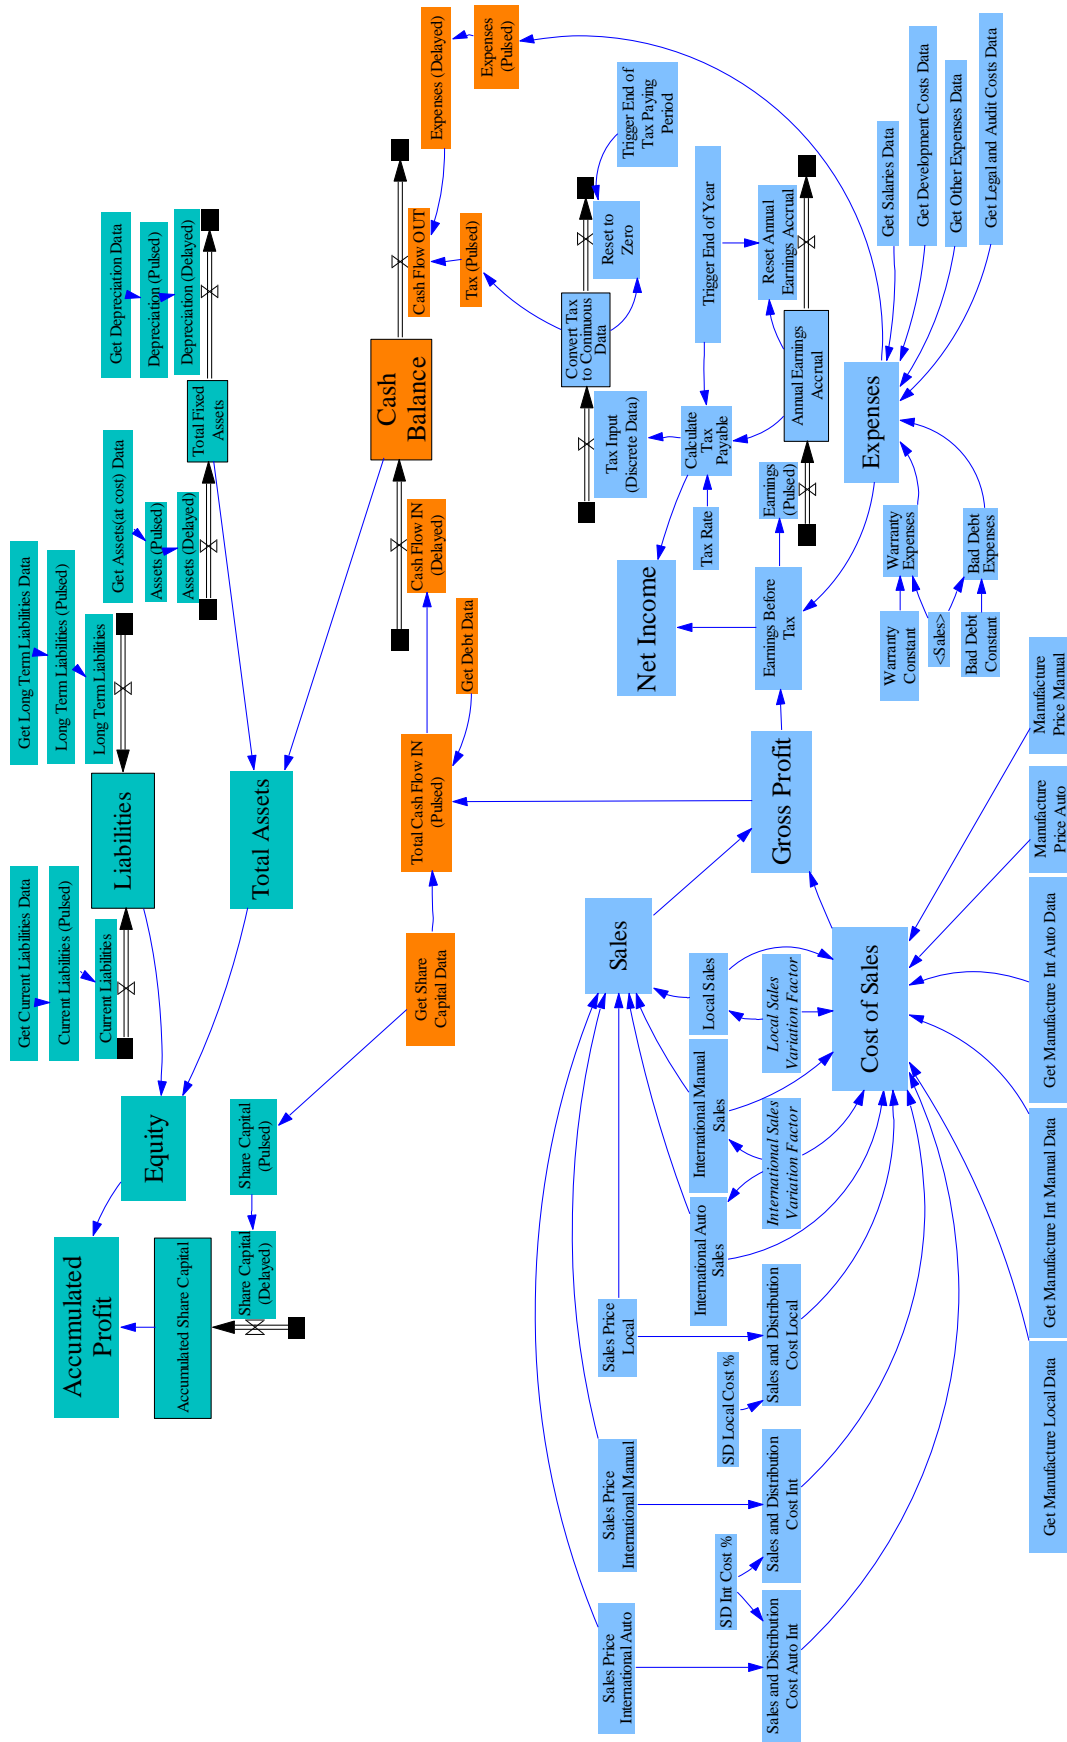 Get Current Liabilities Data
Current Liabilities (Pulsed)
Current Liabilities
Get Long Term Liabilities Data
Long Term Liabilities (Pulsed)
Long Term Liabilities
Liabilities
Get Assets(at cost) Data
Assets (Pulsed)
Assets (Delayed)
Get Depreciation Data
Depreciation (Pulsed)
Depreciation (Delayed)
Total Fixed
Assets
Accumulated
Profit
Equity
Total Assets
Accumulated Share Capital
Share Capital
(Delayed)
Share Capital
(Pulsed)
Get Share
Capital Data
Total Cash Flow IN
(Pulsed)
Get Debt Data
Cash Flow IN
(Delayed)
Cash
Balance
Cash Flow OUT
Tax (Pulsed)
Expenses (Delayed)
Expenses
(Pulsed)
Tax Input
(Discrete Data)
Convert Tax
to Coninuous
Data
Reset to
Zero
Trigger End of
Tax Paying
Period
Net Income
Tax Rate
Calculate
Tax
Payable
Trigger End of Year
Earnings Before
Tax
Earnings
(Pulsed)
Annual Earnings
Accrual
Reset Annual
Earnings Accrual
Sales Price
International Auto
Sales Price
International Manual
Sales Price
Local
Sales
Gross Profit
International Auto
Sales
International Manual
Sales
Local Sales
SD Int Cost %
SD Local Cost %
International Sales
Variation Factor
Local Sales
Variation Factor
Sales and Distribution
Cost Auto Int
Sales and Distribution
Cost Int
Sales and Distribution
Cost Local
Cost of Sales
Expenses
Warranty
Constant
Warranty
Expenses
<Sales>
Bad Debt
Constant
Bad Debt
Expenses
Get Salaries Data
Get Development Costs Data
Get Other Expenses Data
Get Legal and Audit Costs Data
Get Manufacture Local Data
Get Manufacture Int Manual Data
Get Manufacture Int Auto Data
Manufacture
Price Auto
Manufacture
Price Manual